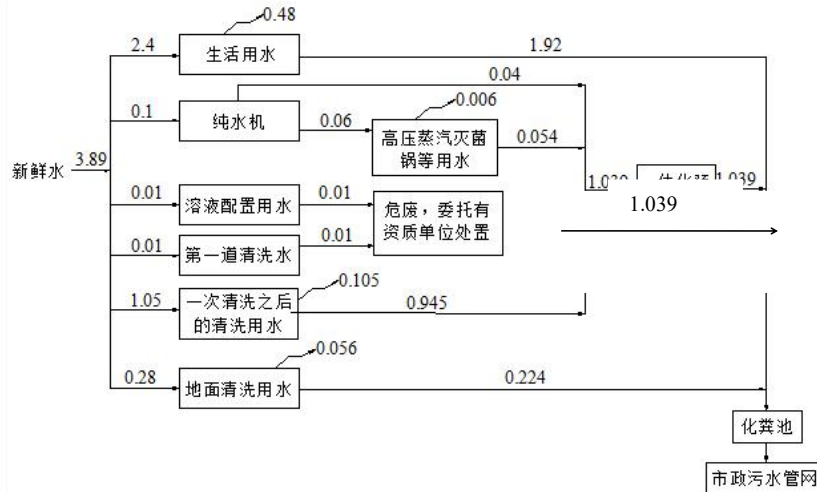 0.48
2.4
生活用水
1.92
0.04
0.1
纯水机
0.06
0.006
高压蒸汽灭菌
锅等用水
0.054
新鲜水
3.89
0.01
溶液配置用水
0.01
危废，委托有
资质单位处置
1.039
1.039
0.01
第一道清洗水
0.01
0.105
1.05
一次清洗之后
的清洗用水
0.945
0.056
0.28
地面清洗用水
0.224
化粪池
市政污水管网